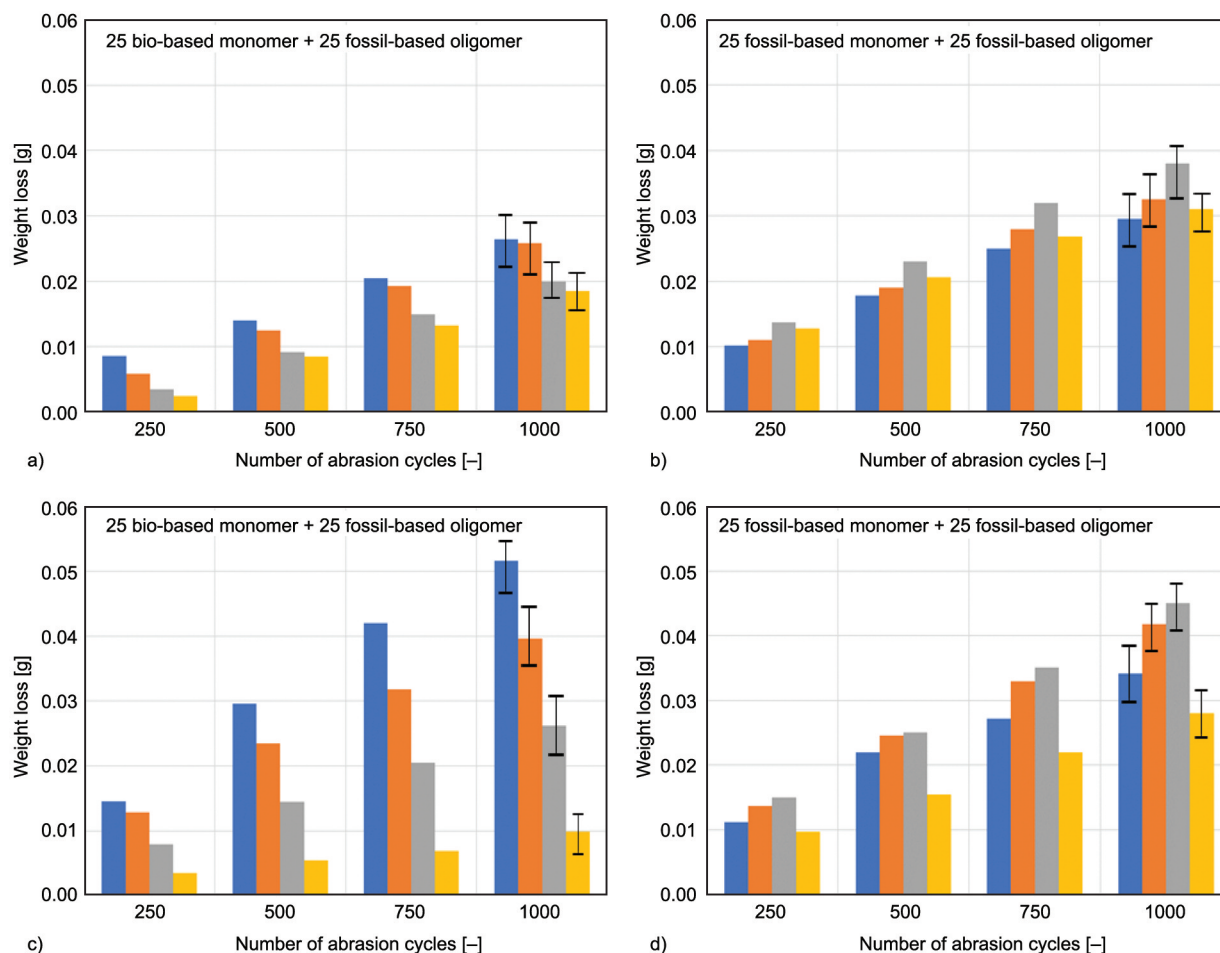 25 bio-based monomer + 25 fossil-based oligomer
Weight loss [g]
0.06
0.05
0.04
0.03
0.02
0.01
0.00
250 500 750 1000
Number of abrasion cycles [–]
a)
25 fossil-based monomer + 25 fossil-based oligomer
Weight loss [g]
0.06
0.05
0.04
0.03
0.02
0.01
0.00
250 500 750 1000
Number of abrasion cycles [–]
b)
25 bio-based monomer + 25 fossil-based oligomer
Weight loss [g]
0.06
0.05
0.04
0.03
0.02
0.01
0.00
250 500 750 1000
Number of abrasion cycles [–]
c)
25 fossil-based monomer + 25 fossil-based oligomer
Weight loss [g]
0.06
0.05
0.04
0.03
0.02
0.01
0.00
250 500 750 1000
Number of abrasion cycles [–]
d)